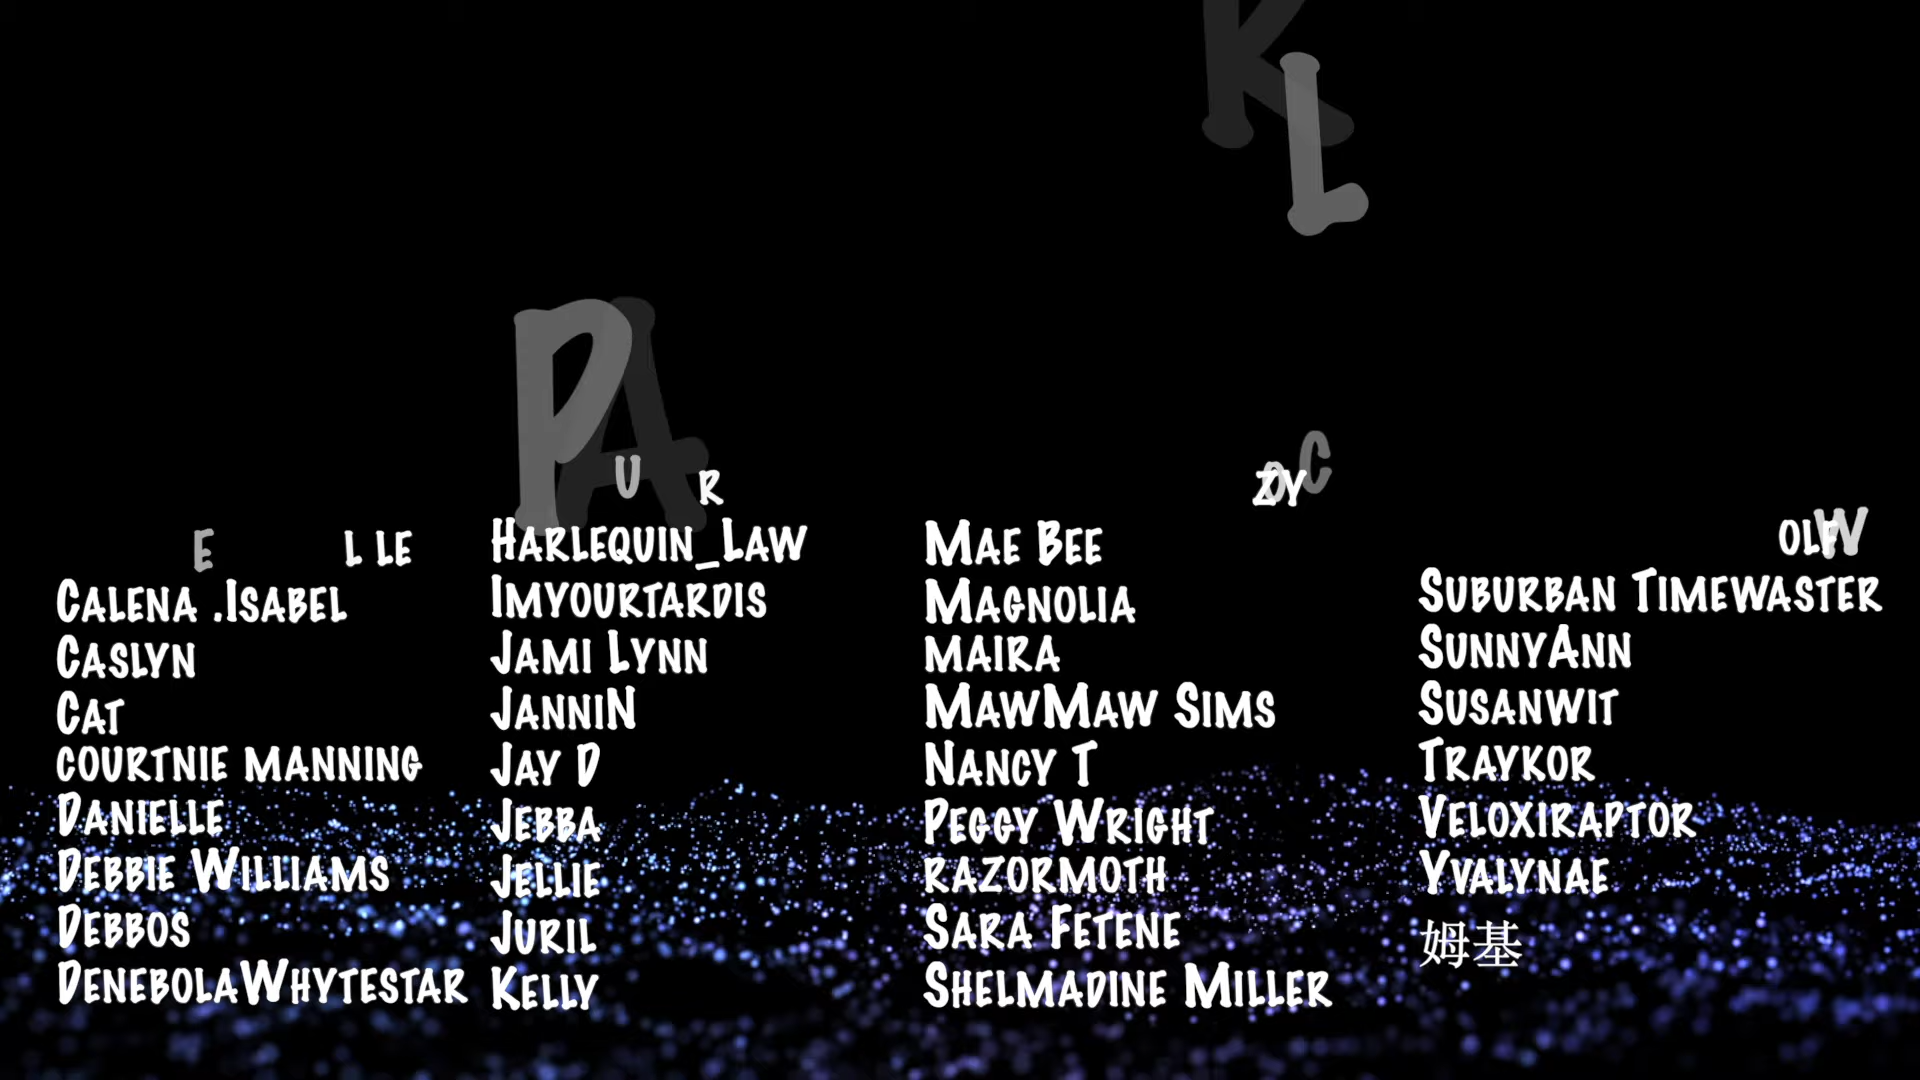 Calena .Isabel
Caslyn
Cat
courtnie manning
Danielle
Debbie Williams
Debbos
DenebolaWhytestar
Harlequin_Law
Imyourtardis
Jami Lynn
JanniN
Jay D
Jebba
Jellie
Juril
Kelly
Mae Bee
Magnolia
maira
MawMaw Sims
Nancy T
Peggy Wright
razormoth
Sara Fetene
Shelmadine Miller
Suburban Timewaster
SunnyAnn
Susanwit
Traykor
Veloxiraptor
Yvalynae
姆基